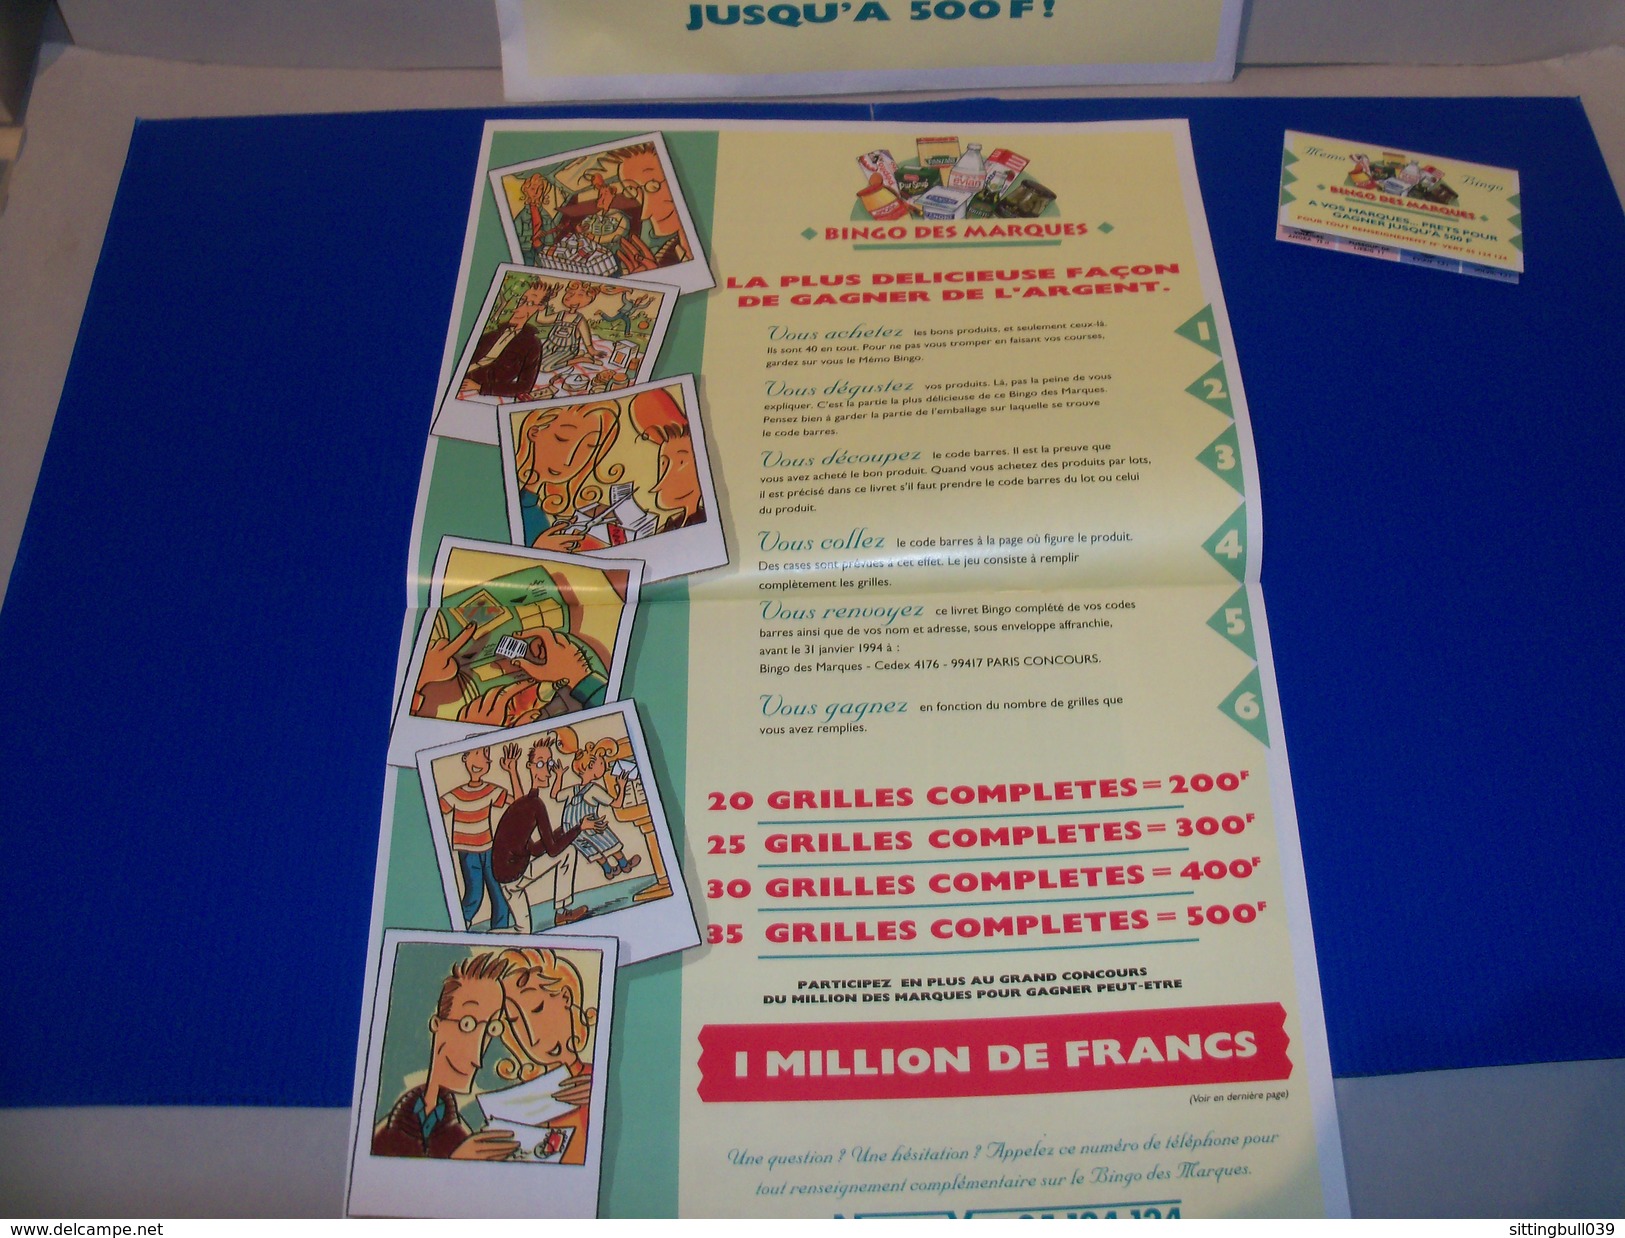 JUSQU'A 500F!
evian
BINGO DES MARQUES
LA PLUS DELICIEUSE FAÇON
DE GAGNER DE L'ARGENT.
Vous achetez les bons produits, et seulement ceux-là.
Ils sont 40 en tout. Pour ne pas vous tromper en faisant vos courses,
gardez sur vous le Mémo Bingo.
1
Vous dégustez vos produits. Là, pas la peine de vous
expliquer. C'est la partie la plus délicieuse de ce Bingo des Marques.
Pensez bien à garder la partie de l'emballage sur laquelle se trouve
le code barres.
2
Vous découpez le code barres. Il est la preuve que
vous avez acheté le bon produit. Quand vous achetez des produits par lots,
il est précisé dans ce livret s'il faut prendre le code barres du lot ou celui
du produit.
3
Vous collez le code barres à la page où figure le produit.
Des cases sont prévues à cet effet. Le jeu consiste à remplir
complètement les grilles.
4
Vous renvoyez ce livret Bingo complété de vos codes
barres ainsi que de vos nom et adresse, sous enveloppe affranchie,
avant le 31 janvier 1994 à :
Bingo des Marques - Cedex 4176 - 99417 PARIS CONCOURS.
5
Vous gagnez en fonction du nombre de grilles que
vous avez remplies.
6
20 GRILLES COMPLETES = 200F
25 GRILLES COMPLETES = 300F
30 GRILLES COMPLETES = 400F
35 GRILLES COMPLETES = 500F
PARTICIPEZ EN PLUS AU GRAND CONCOURS
DU MILLION DES MARQUES POUR GAGNER PEUT-ETRE
1 MILLION DE FRANCS
(Voir en dernière page)
Une question ? Une hésitation ? Appelez ce numéro de téléphone pour
tout renseignement complémentaire sur le Bingo des Marques.
Memo Bingo
BINGO DES MARQUES
A VOS MARQUES... PRETS POUR
GAGNER JUSQU'À 500 F
POUR TOUT RENSEIGNEMENT N° VERT 05 124 124
www.delcampe.net
sittingbull039